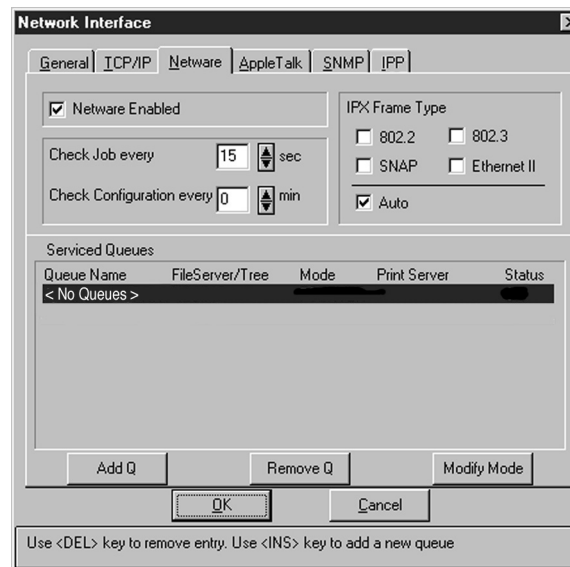 Network Interface
General TCP/IP Netware AppleTalk SNMP IPP
Netware Enabled
IPX Frame Type
802.2 802.3
SNAP Ethernet II
Auto
Check Job every 15 sec
Check Configuration every 0 min
Serviced Queues
Queue Name FileServer/Tree Mode Print Server Status
< No Queues >
Add Q Remove Q Modify Mode
OK Cancel
Use <DEL> key to remove entry. Use <INS> key to add a new queue